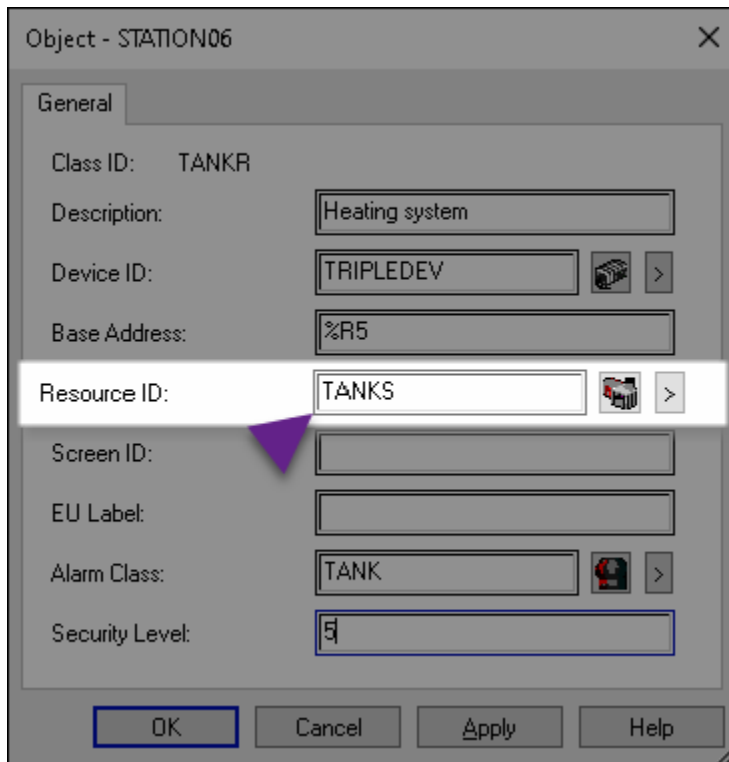 Object - STATION06
General
Class ID: TANKR
Description: Heating system
Device ID: TRIPLEDEV >
Base Address: %R5
Resource ID: TANKS >
Screen ID:
EU Label:
Alarm Class: TANK >
Security Level: 5
OK Cancel Apply Help